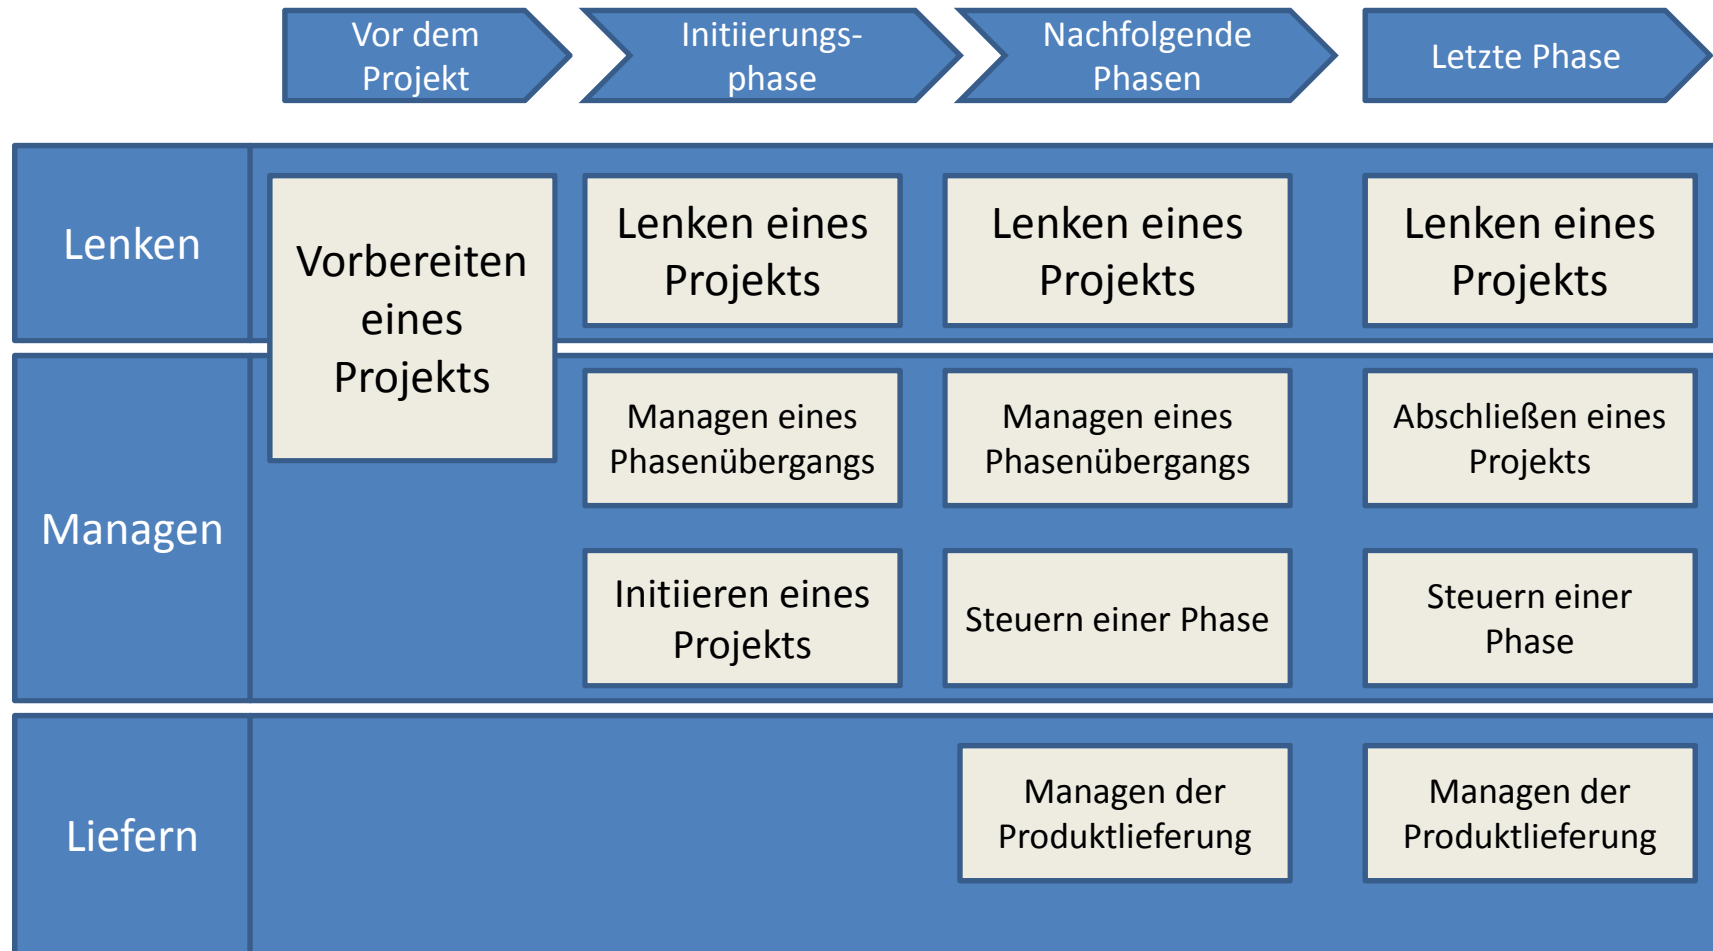 Vor dem
Projekt
Initiierungs-
phase
Nachfolgende
Phasen
Letzte Phase
Lenken
Vorbereiten
eines
Projekts
Lenken eines
Projekts
Lenken eines
Projekts
Lenken eines
Projekts
Managen
Managen eines
Phasenübergangs
Managen eines
Phasenübergangs
Abschließen eines
Projekts
Initiieren eines
Projekts
Steuern einer Phase
Steuern einer
Phase
Liefern
Managen der
Produktlieferung
Managen der
Produktlieferung